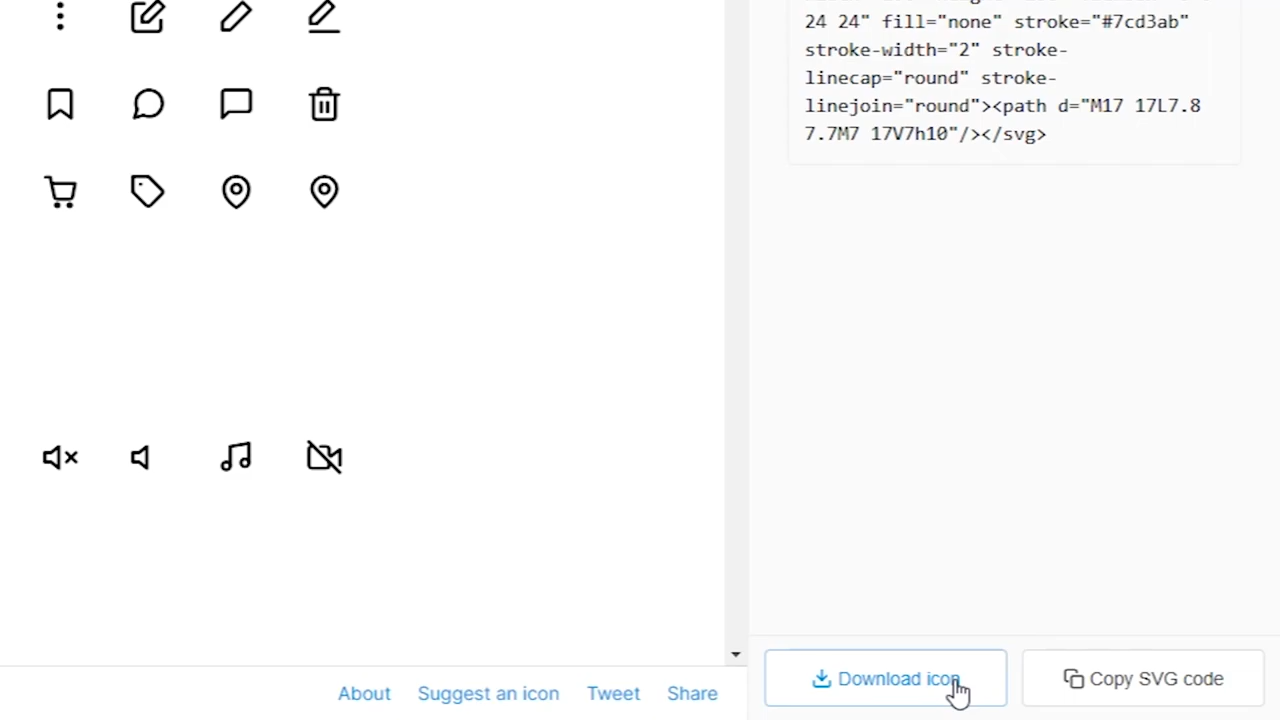 24 24" fill="none" stroke="#7cd3ab"
stroke-width="2" stroke-
linecap="round" stroke-
linejoin="round"><path d="M17 17L7.8
7.7M7 17V7h10"/></svg>
About Suggest an icon Tweet Share
Download icon
Copy SVG code